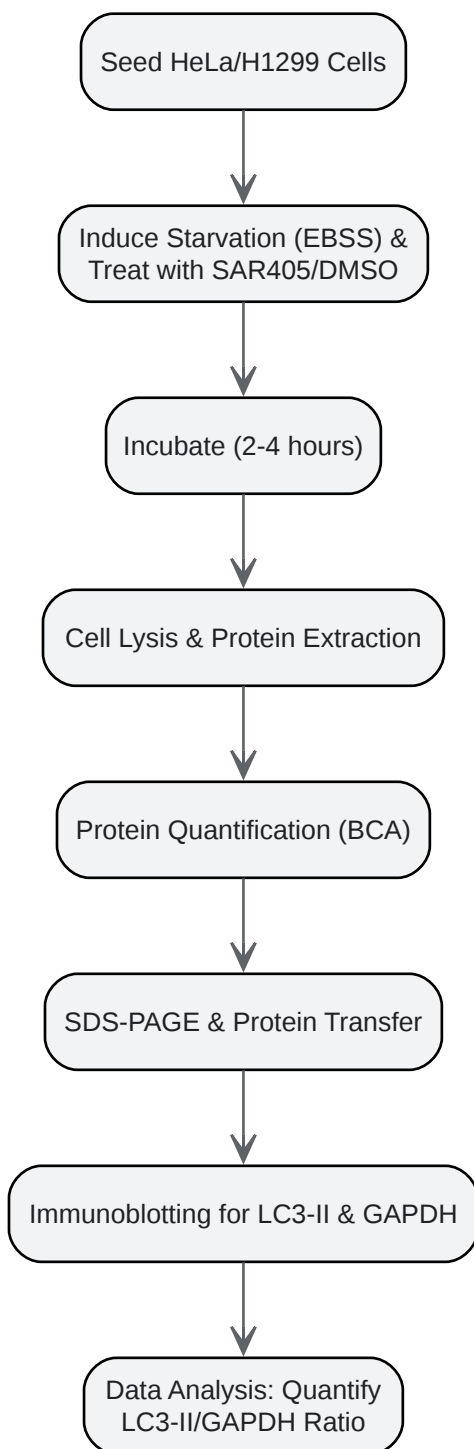 Seed HeLa/H1299 Cells
Induce Starvation (EBSS) &
Treat with SAR405/DMSO
Incubate (2-4 hours)
Cell Lysis & Protein Extraction
Protein Quantification (BCA)
SDS-PAGE & Protein Transfer
Immunoblotting for LC3-II & GAPDH
Data Analysis: Quantify
LC3-II/GAPDH Ratio